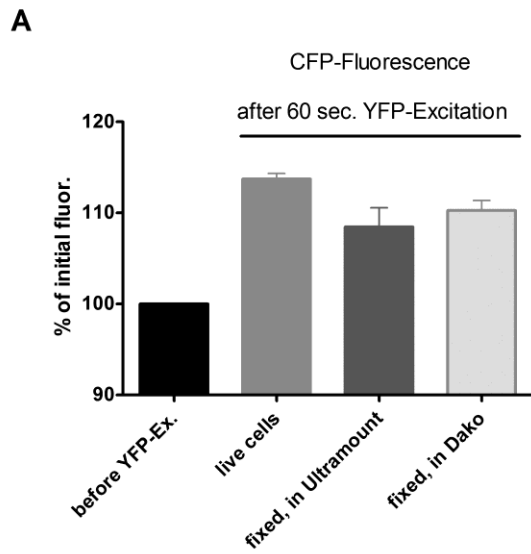 A
CFP-Fluorescence
after 60 sec. YFP-Excitation
% of initial fluor.
120
110
100
90
before YFP-Ex.
live cells
fixed, in Ultramount
fixed, in Dako